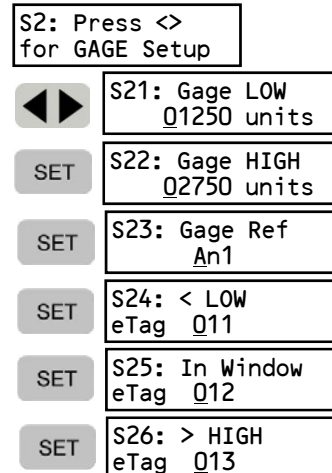 S2: Press <>
for GAGE Setup
S21: Gage LOW
01250 units
SET
S22: Gage HIGH
02750 units
SET
S23: Gage Ref
An1
SET
S24: < LOW
eTag 011
SET
S25: In Window
eTag 012
SET
S26: > HIGH
eTag 013